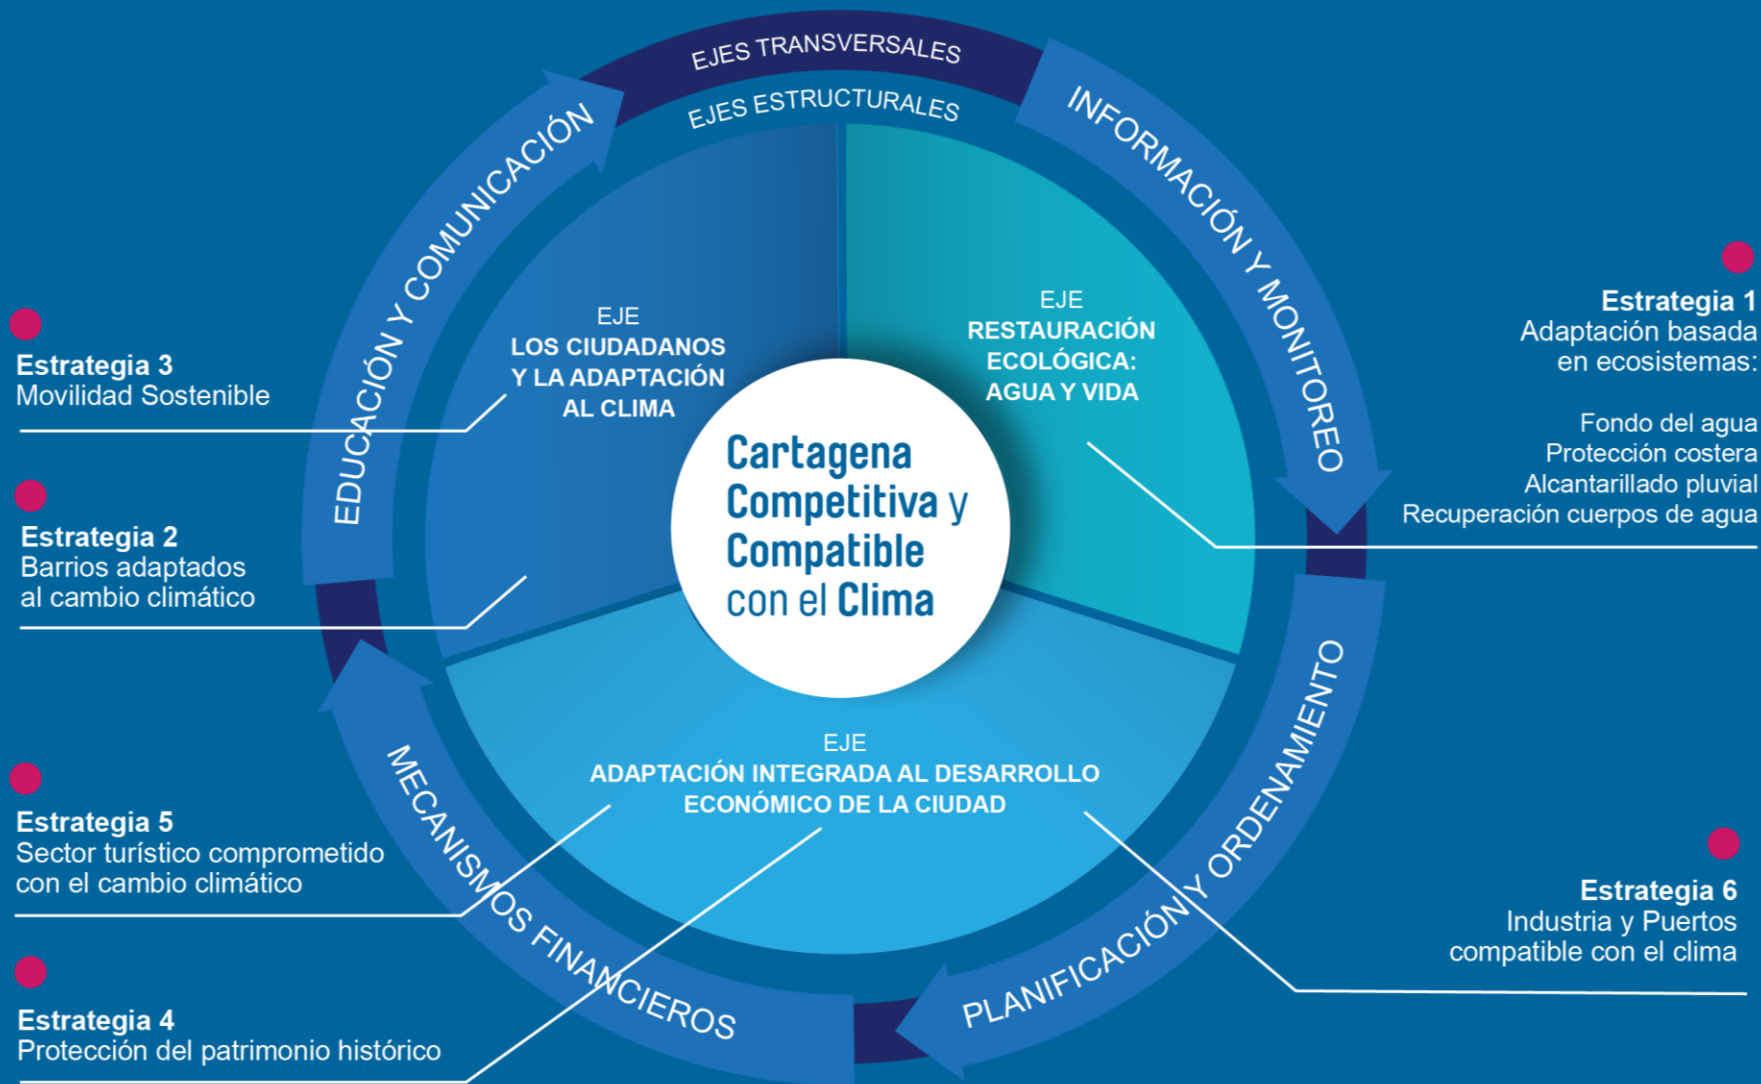 EJES TRANSVERSALES
EJES ESTRUCTURALES
INFORMACIÓN Y MONITOREO
PLANIFICACIÓN Y ORDENAMIENTO
MECANISMOS FINANCIEROS
EDUCACIÓN Y COMUNICACIÓN
EJE
LOS CIUDADANOS
Y LA ADAPTACIÓN
AL CLIMA
EJE
RESTAURACIÓN
ECOLÓGICA:
AGUA Y VIDA
Cartagena
Competitiva y
Compatible
con el Clima
EJE
ADAPTACIÓN INTEGRADA AL DESARROLLO
ECONÓMICO DE LA CIUDAD
Estrategia 1
Adaptación basada
en ecosistemas:
Fondo del agua
Protección costera
Alcantarillado pluvial
Recuperación cuerpos de agua
Estrategia 3
Movilidad Sostenible
Estrategia 2
Barrios adaptados
al cambio climático
Estrategia 5
Sector turístico comprometido
con el cambio climático
Estrategia 4
Protección del patrimonio histórico
Estrategia 6
Industria y Puertos
compatible con el clima